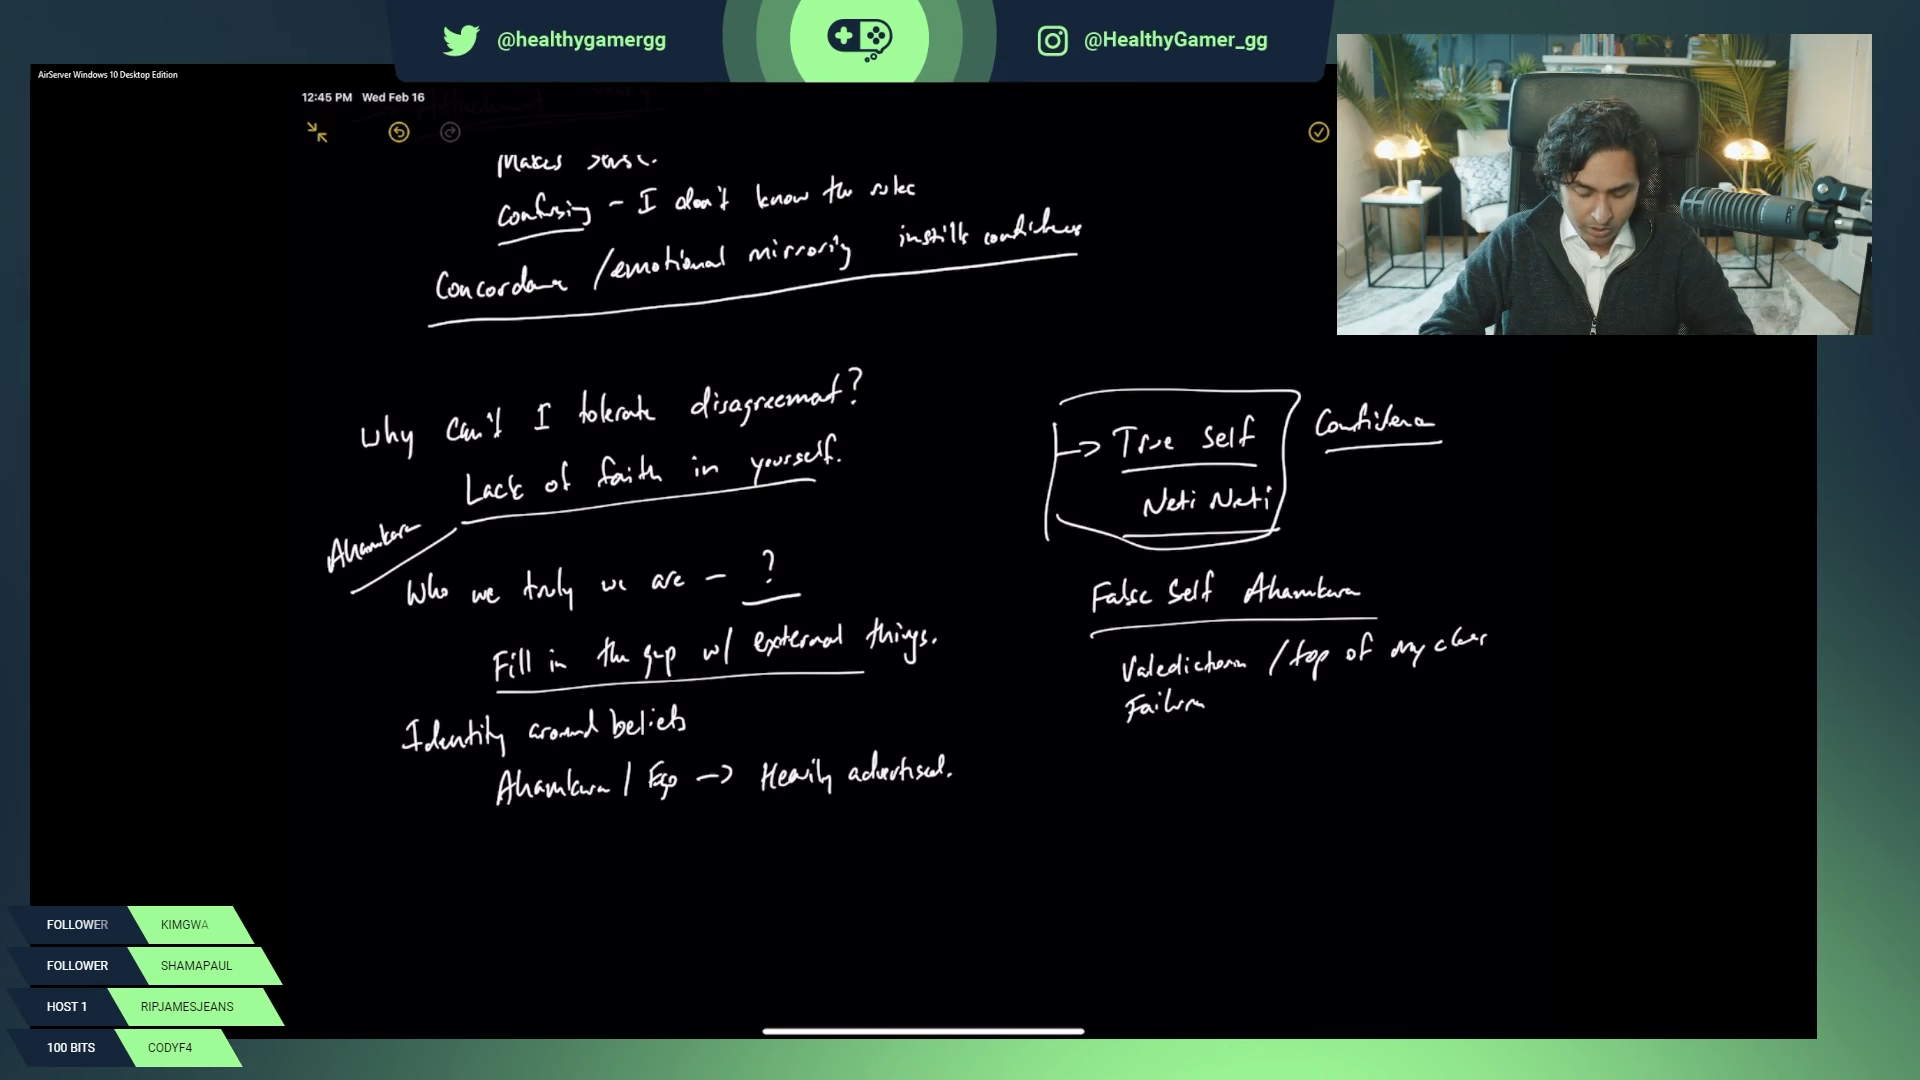 @healthygamergg
@HealthyGamer_gg
AirServer Windows 10 Desktop Edition
12:45 PM Wed Feb 16
Makes sense.
Confusing - I don't know the rules
Concordance / emotional mirroring instills confidence
Why can't I tolerate disagreement?
Lack of faith in yourself.
Ahamkara
Who we truly we are - ?
Fill in the gap w/ external things.
Identity around beliefs
Ahamkara / Ego -> Heavily advertised.
-> True Self
Confidence
Neti Neti
False Self Ahamkara
Valedictorian / top of my class
Failure
FOLLOWER KIMGWA
FOLLOWER SHAMAPAUL
HOST 1 RIPJAMESJEANS
100 BITS CODYF4